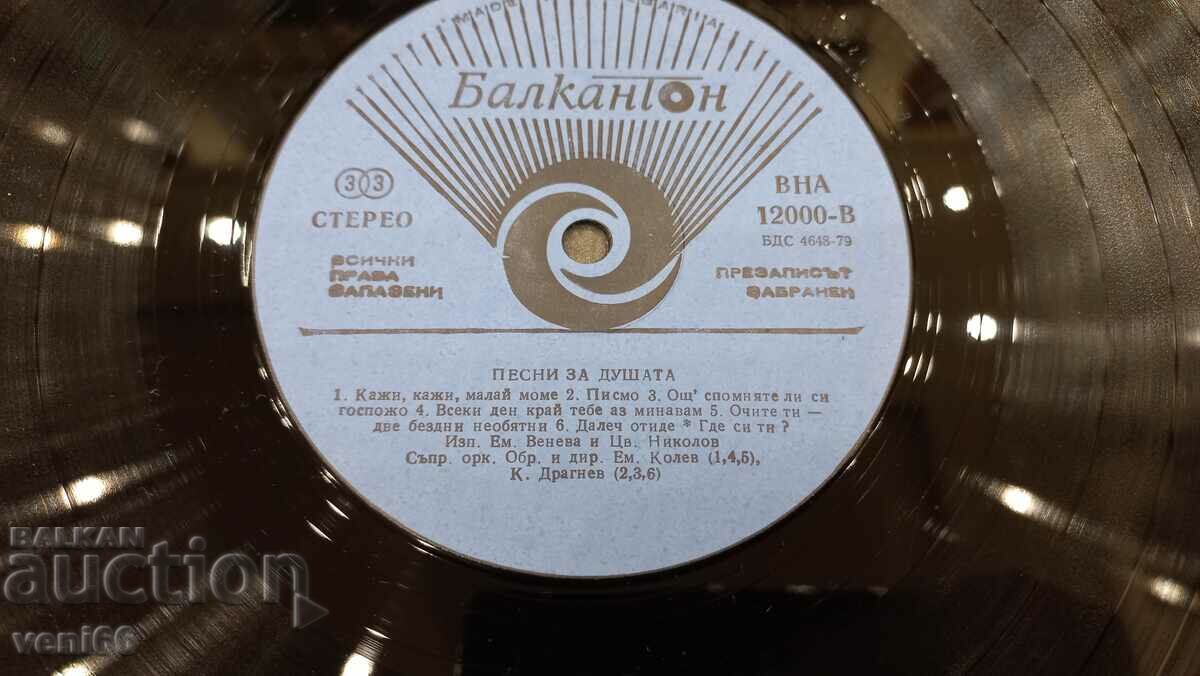 MADE
Балкантон
33
СТЕРЕО
ВСИЧКИ
ПРАВА
ЗАПАЗЕНИ
ВНА
12000-В
БДС 4648-79
ПРЕЗАПИСЪТ
ЗАБРАНЕН
ПЕСНИ ЗА ДУШАТА
1. Кажи, кажи, малай моме 2. Писмо 3. Ощ' спомняте ли си
госпожо 4. Всеки ден край тебе аз минавам 5. Очите ти —
две бездни необятни 6. Далеч отиде * Где си ти?
Изп. Ем. Венева и Цв. Николов
Съпр. орк. Обр. и дир. Ем. Колев (1,4,5),
К. Драгнев (2,3,6)
BALKAN
auction
veni66